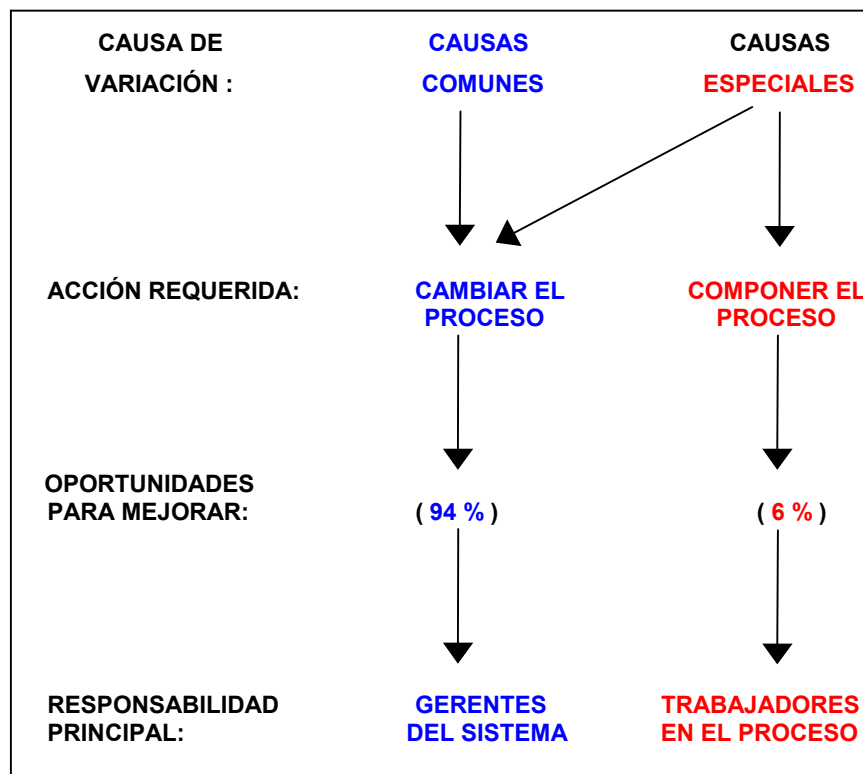 CAUSA DE
VARIACIÓN :
CAUSAS
COMUNES
CAUSAS
ESPECIALES
ACCIÓN REQUERIDA:
CAMBIAR EL
PROCESO
COMPONER EL
PROCESO
OPORTUNIDADES
PARA MEJORAR:
( 94 % )
( 6 % )
RESPONSABILIDAD
PRINCIPAL:
GERENTES
DEL SISTEMA
TRABAJADORES
EN EL PROCESO